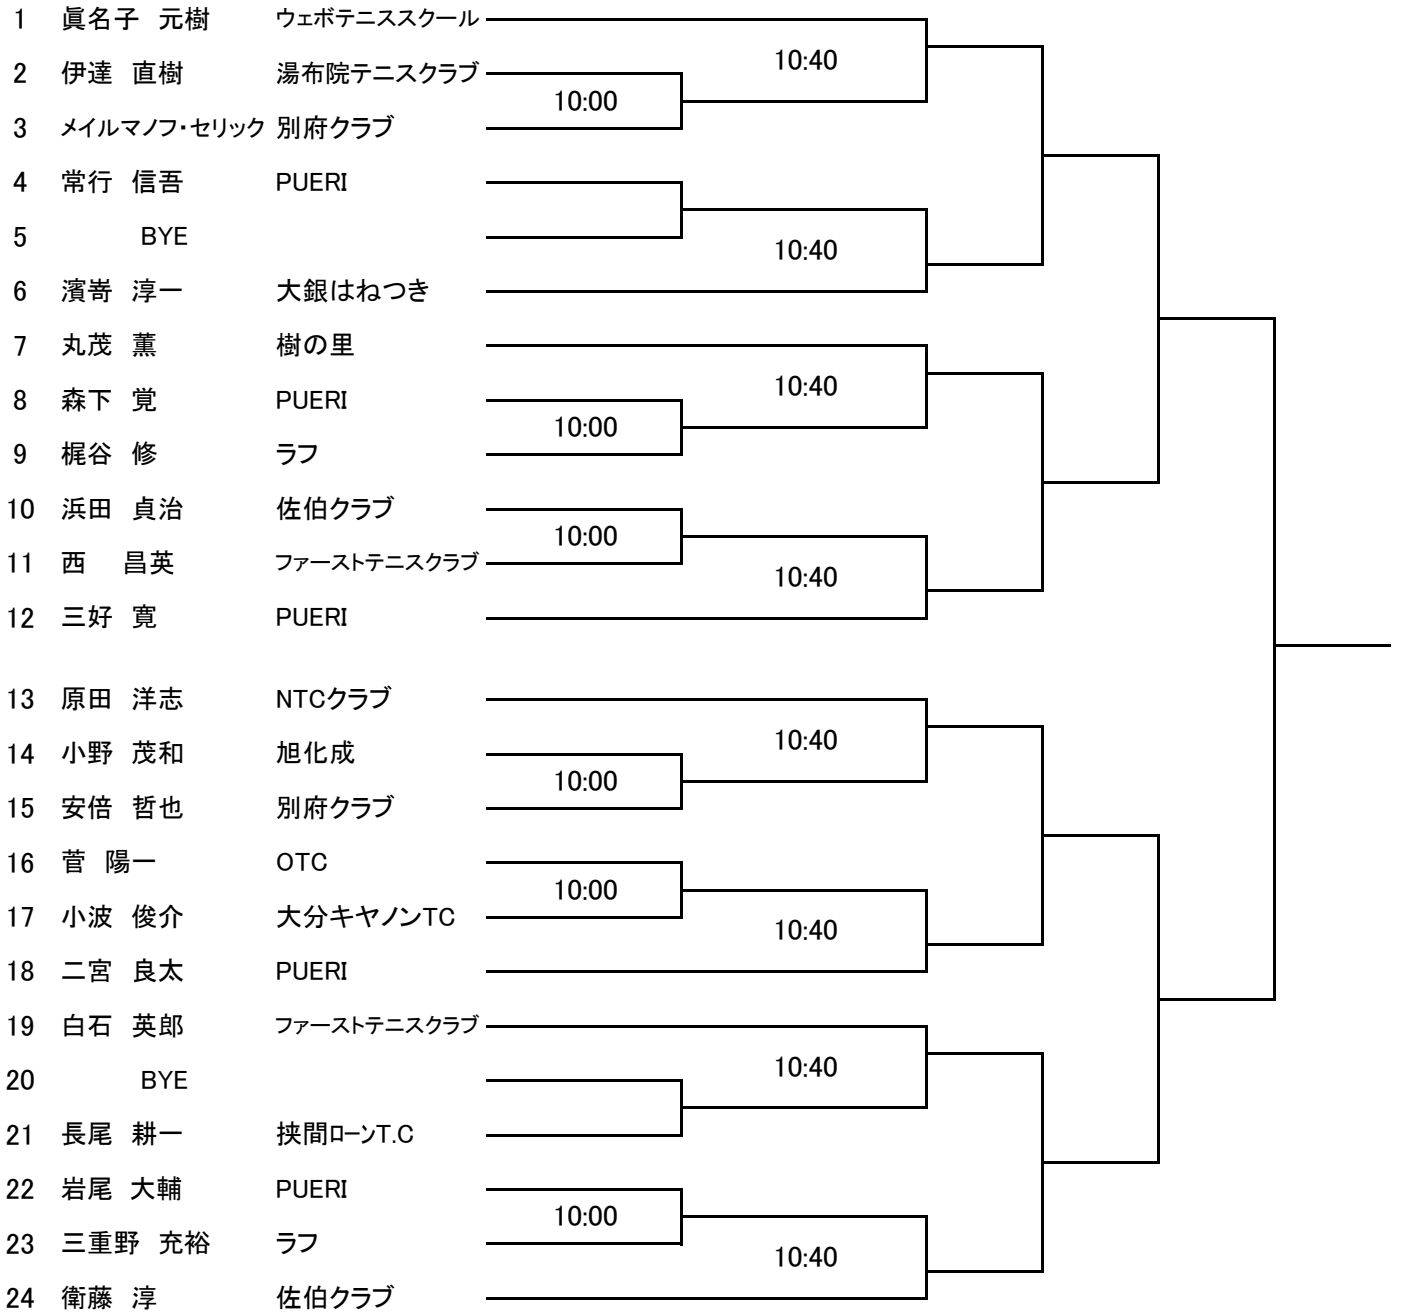 1 眞名子 元樹 ウェボテニススクール
10:40
2 伊達 直樹 湯布院テニスクラブ
10:00
3 メイルマノフ・セリック 別府クラブ
4 常行 信吾 PUERI
5 BYE
10:40
6 濱嵜 淳一 大銀はねつき
7 丸茂 薫 樹の里
10:40
8 森下 覚 PUERI
10:00
9 梶谷 修 ラフ
10 浜田 貞治 佐伯クラブ
10:00
11 西 昌英 ファーストテニスクラブ
10:40
12 三好 寛 PUERI
13 原田 洋志 NTCクラブ
10:40
14 小野 茂和 旭化成
10:00
15 安倍 哲也 別府クラブ
16 菅 陽一 OTC
10:00
17 小波 俊介 大分キヤノンTC
10:40
18 二宮 良太 PUERI
19 白石 英郎 ファーストテニスクラブ
10:40
20 BYE
21 長尾 耕一 挾間ローンT.C
22 岩尾 大輔 PUERI
10:00
23 三重野 充裕 ラフ
10:40
24 衛藤 淳 佐伯クラブ